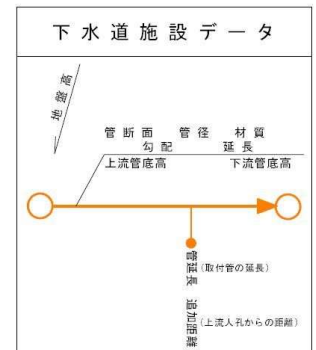 下水道施設データ
地盤高
管断面 管径 材質
勾配 延長
上流管底高 下流管底高
管延長 (取付管の延長)
追加距離 (上流人孔からの距離)